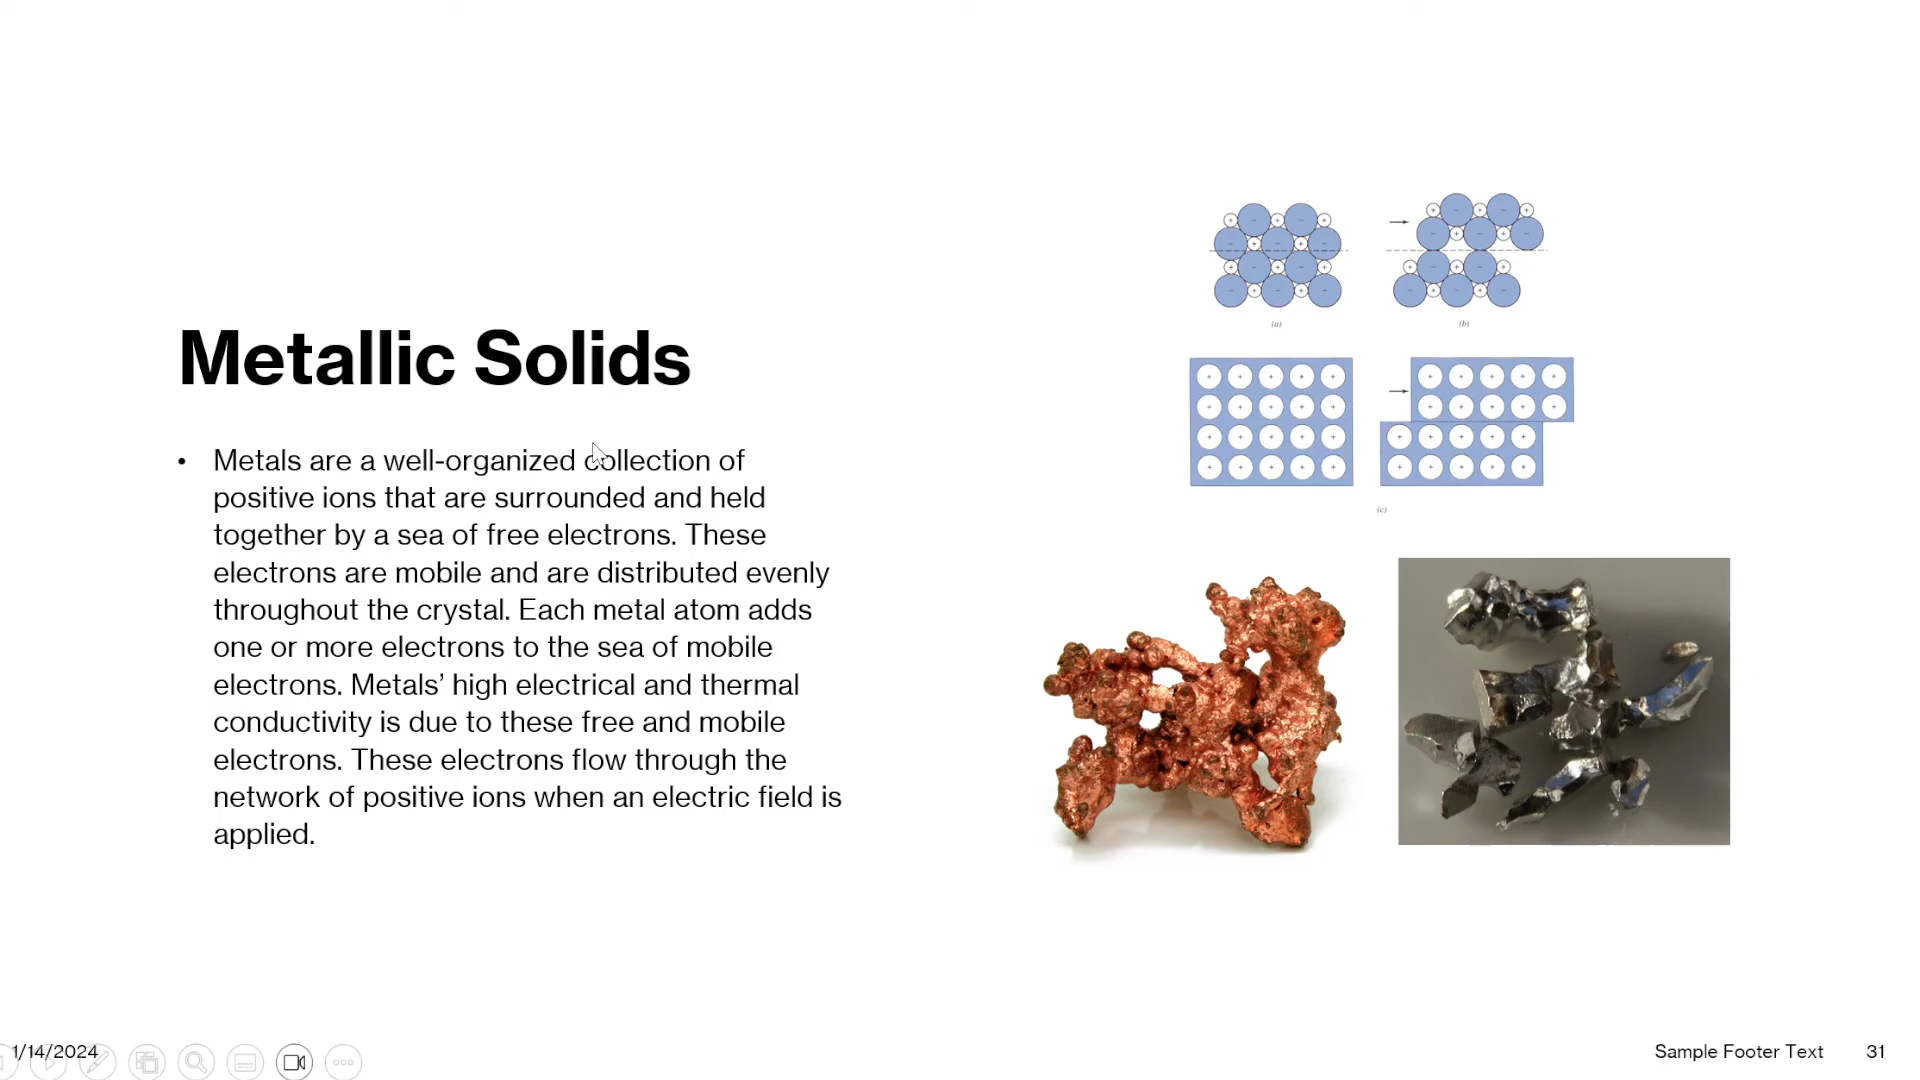 Metallic Solids
• Metals are a well-organized collection of
positive ions that are surrounded and held
together by a sea of free electrons. These
electrons are mobile and are distributed evenly
throughout the crystal. Each metal atom adds
one or more electrons to the sea of mobile
electrons. Metals’ high electrical and thermal
conductivity is due to these free and mobile
electrons. These electrons flow through the
network of positive ions when an electric field is
applied.
(a)
(b)
(c)
1/14/2024
Sample Footer Text
31